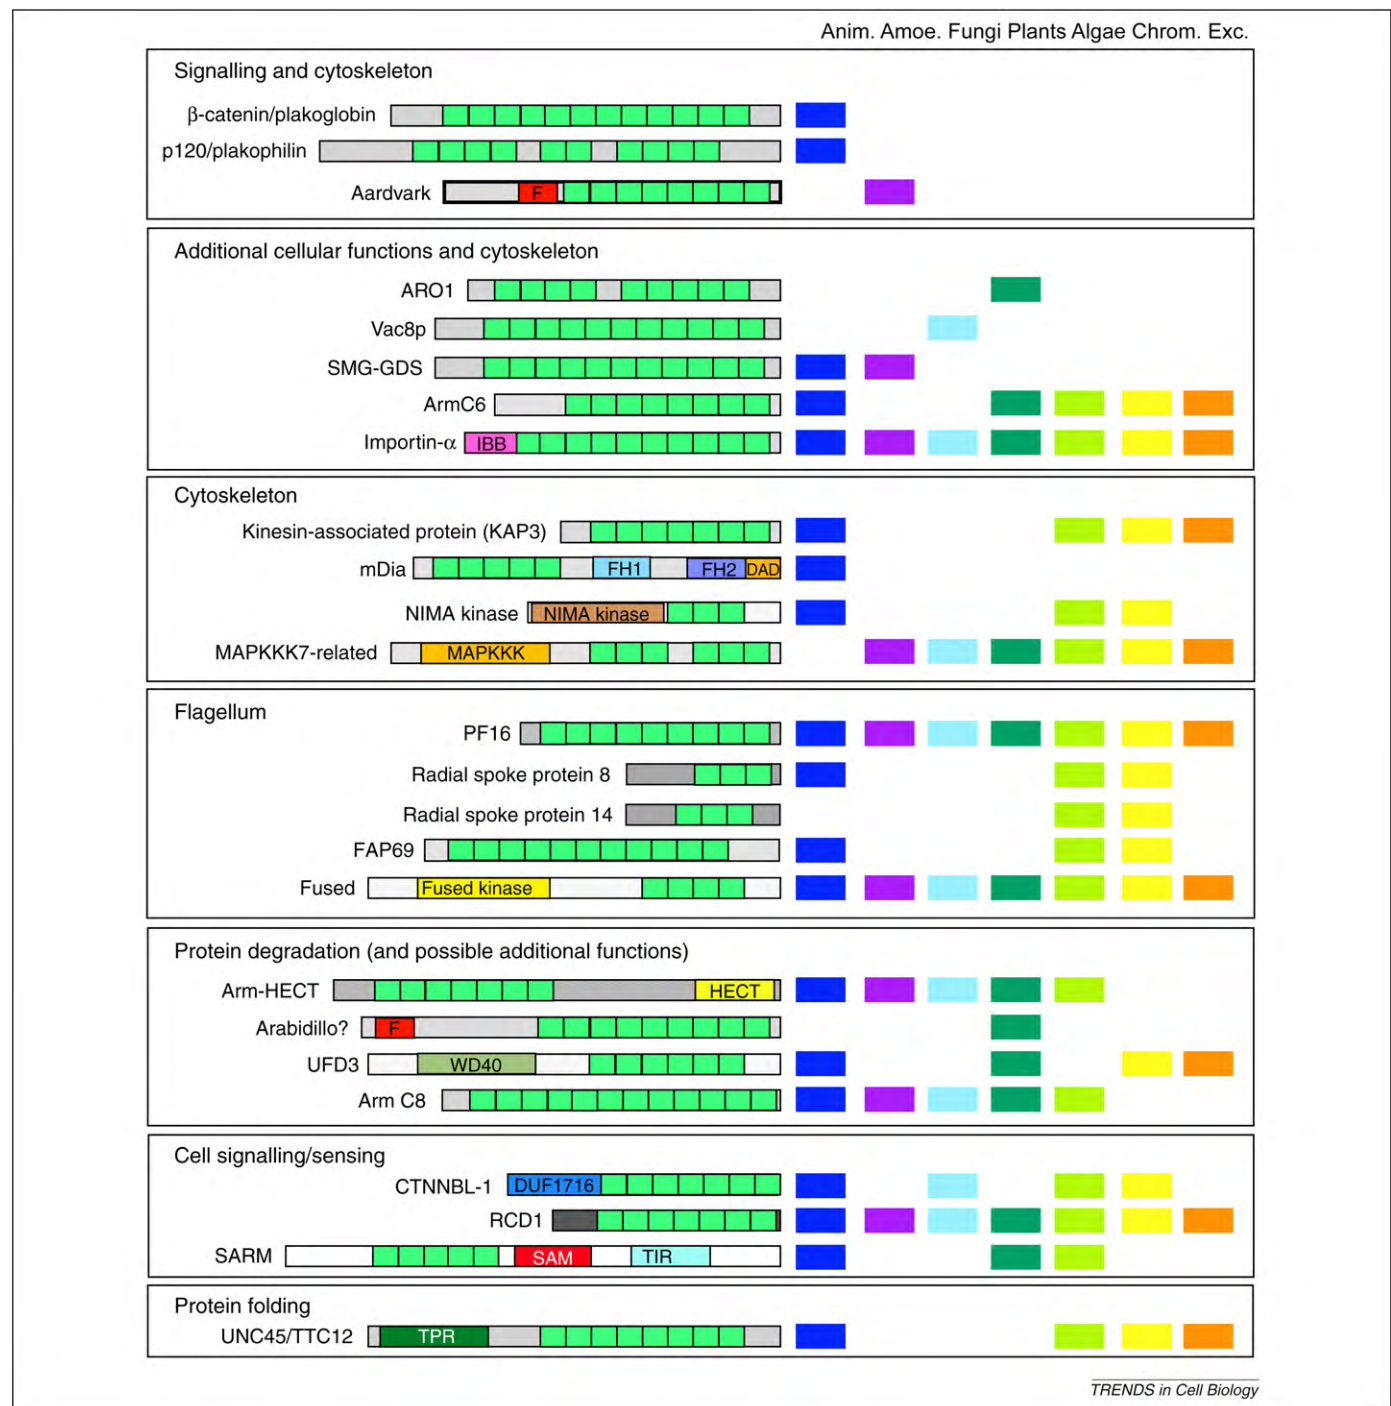 Anim. Amoe. Fungi Plants Algae Chrom. Exc.
Signalling and cytoskeleton
β-catenin/plakoglobin
p120/plakophilin
Aardvark F
Additional cellular functions and cytoskeleton
ARO1
Vac8p
SMG-GDS
ArmC6
Importin-α IBB
Cytoskeleton
Kinesin-associated protein (KAP3)
mDia FH1 FH2 DAD
NIMA kinase NIMA kinase
MAPKKK7-related MAPKKK
Flagellum
PF16
Radial spoke protein 8
Radial spoke protein 14
FAP69
Fused Fused kinase
Protein degradation (and possible additional functions)
Arm-HECT HECT
Arabidillo? F
UFD3 WD40
Arm C8
Cell signalling/sensing
CTNNBL-1 DUF1716
RCD1
SARM SAM TIR
Protein folding
UNC45/TTC12 TPR
TRENDS in Cell Biology